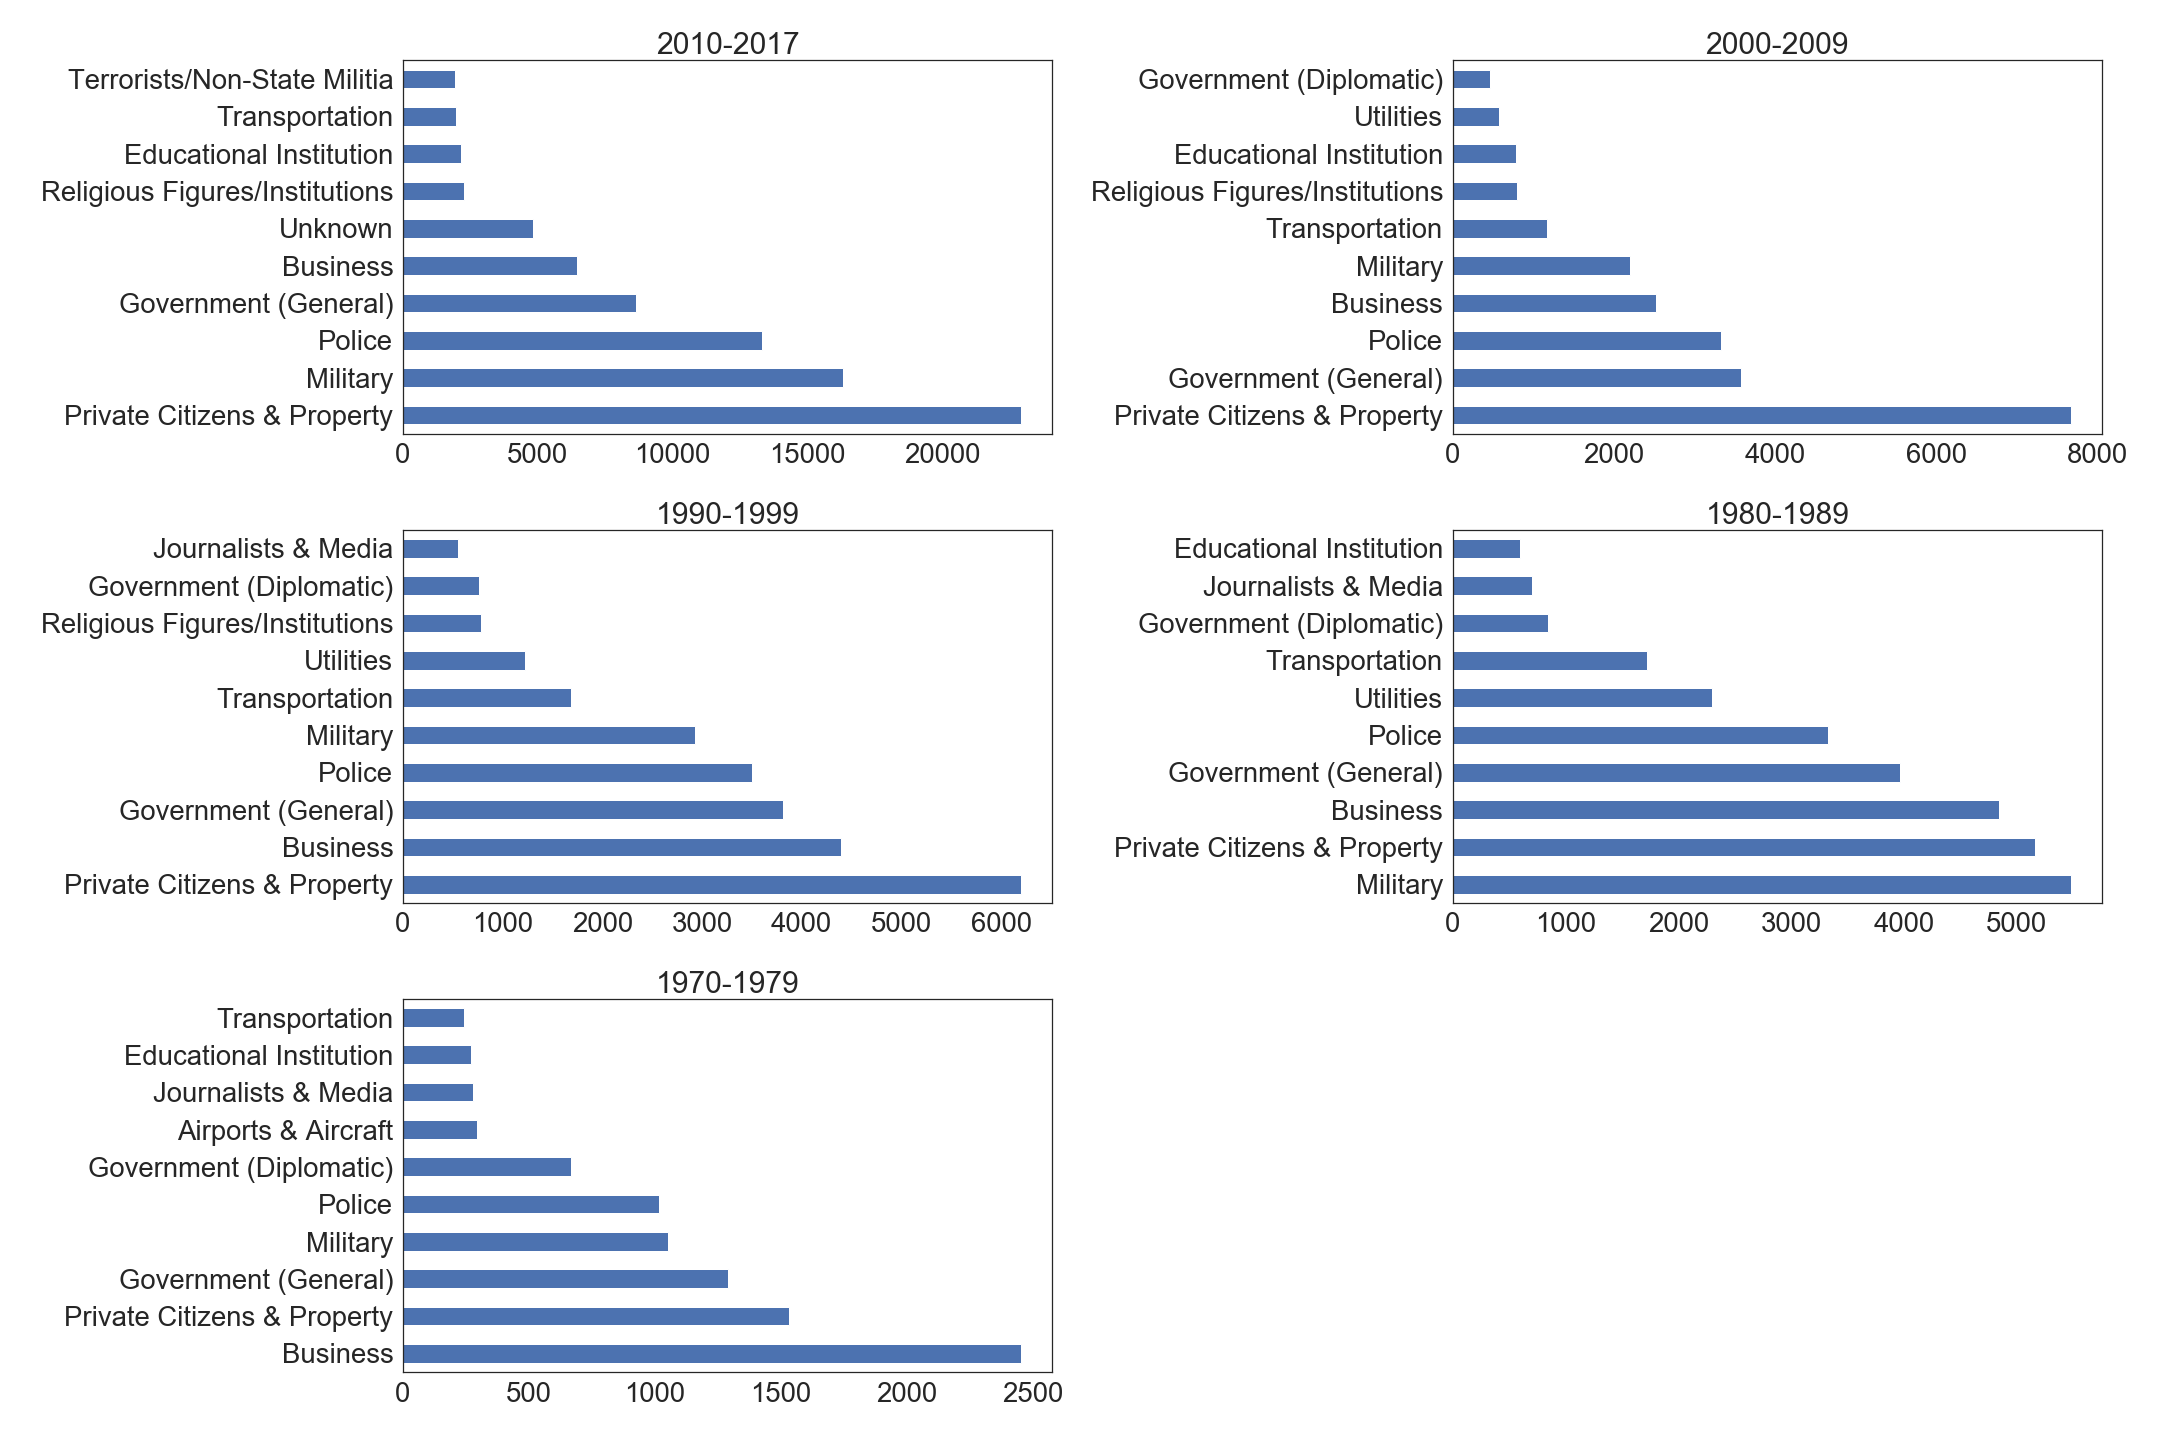 2010-2017
Terrorists/Non-State Militia
Transportation
Educational Institution
Religious Figures/Institutions
Unknown
Business
Government (General)
Police
Military
Private Citizens & Property
0 5000 10000 15000 20000
2000-2009
Government (Diplomatic)
Utilities
Educational Institution
Religious Figures/Institutions
Transportation
Military
Business
Police
Government (General)
Private Citizens & Property
0 2000 4000 6000 8000
1990-1999
Journalists & Media
Government (Diplomatic)
Religious Figures/Institutions
Utilities
Transportation
Military
Police
Government (General)
Business
Private Citizens & Property
0 1000 2000 3000 4000 5000 6000
1980-1989
Educational Institution
Journalists & Media
Government (Diplomatic)
Transportation
Utilities
Police
Government (General)
Business
Private Citizens & Property
Military
0 1000 2000 3000 4000 5000
1970-1979
Transportation
Educational Institution
Journalists & Media
Airports & Aircraft
Government (Diplomatic)
Police
Military
Government (General)
Private Citizens & Property
Business
0 500 1000 1500 2000 2500